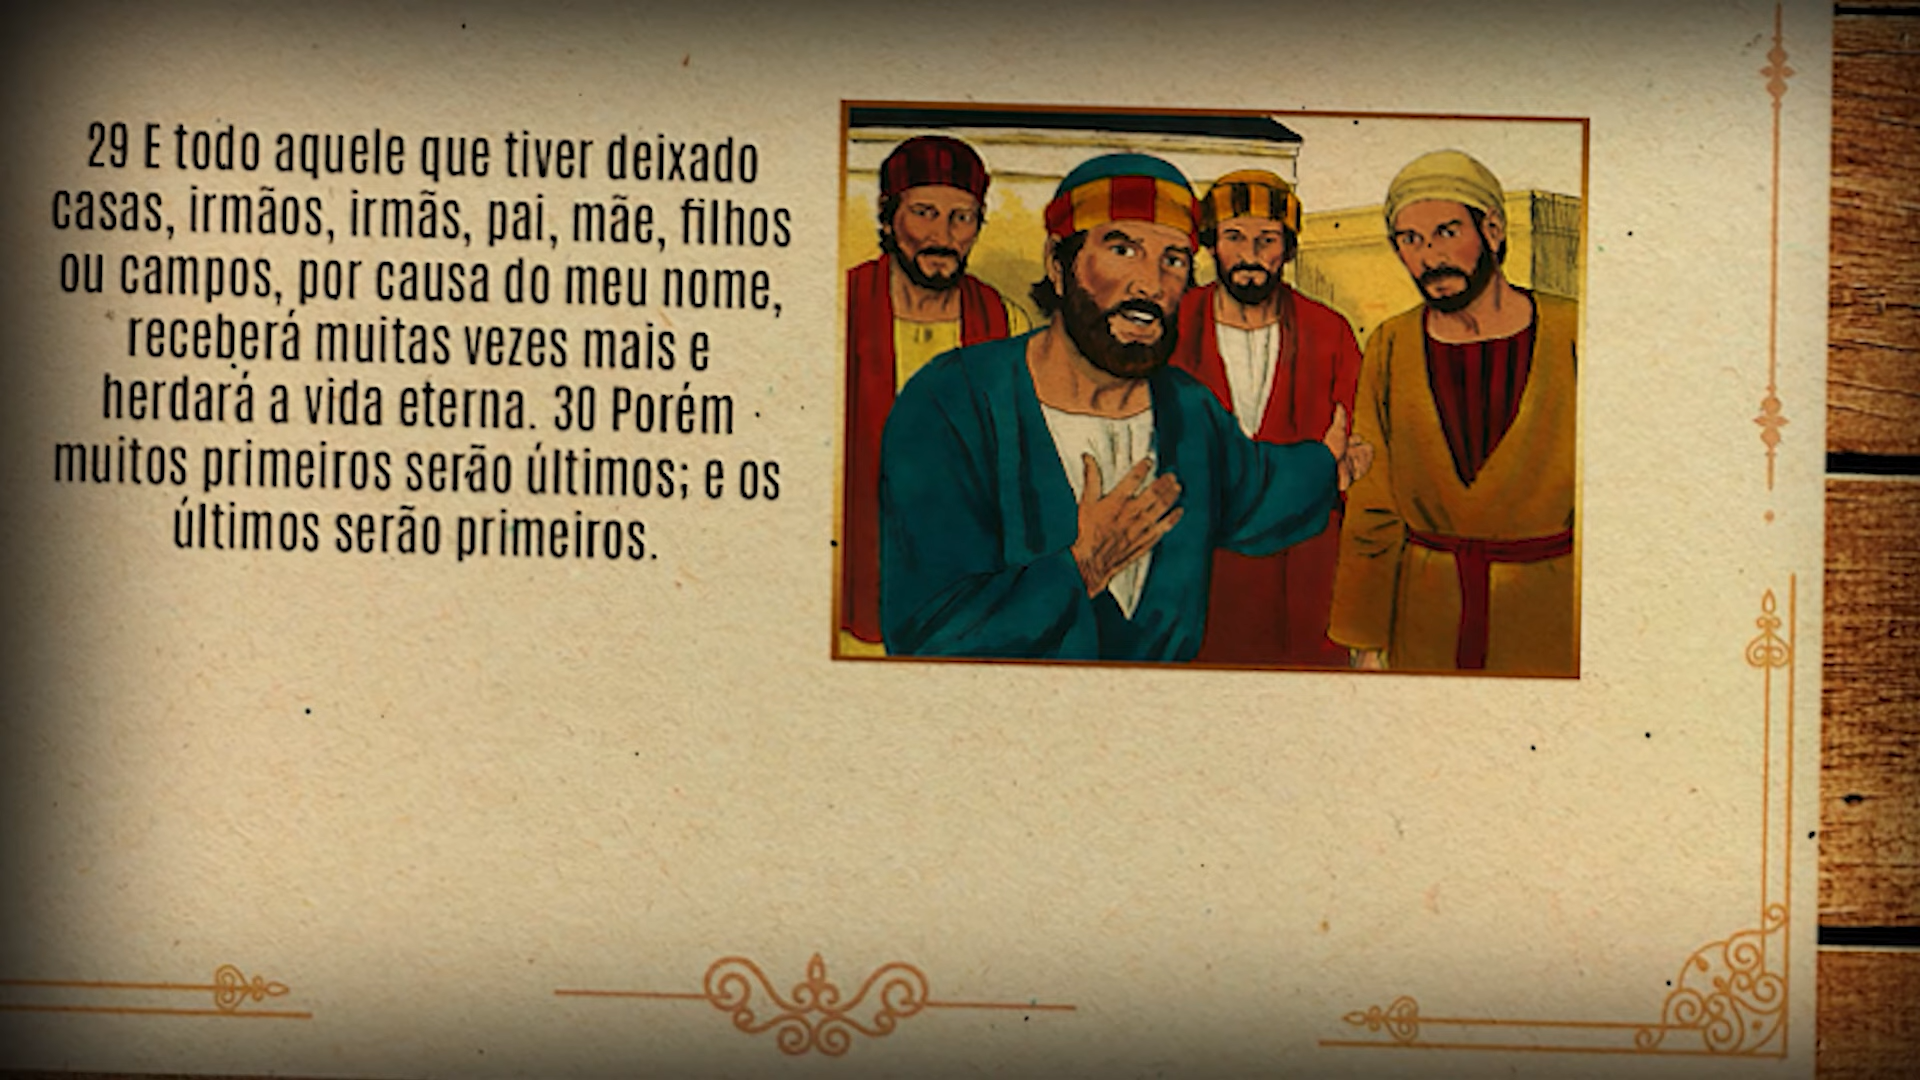 29 E todo aquele que tiver deixado
casas, irmãos, irmãs, pai, mãe, filhos
ou campos, por causa do meu nome,
receberá muitas vezes mais e
herdará a vida eterna. 30 Porém
muitos primeiros serão últimos; e os
últimos serão primeiros.